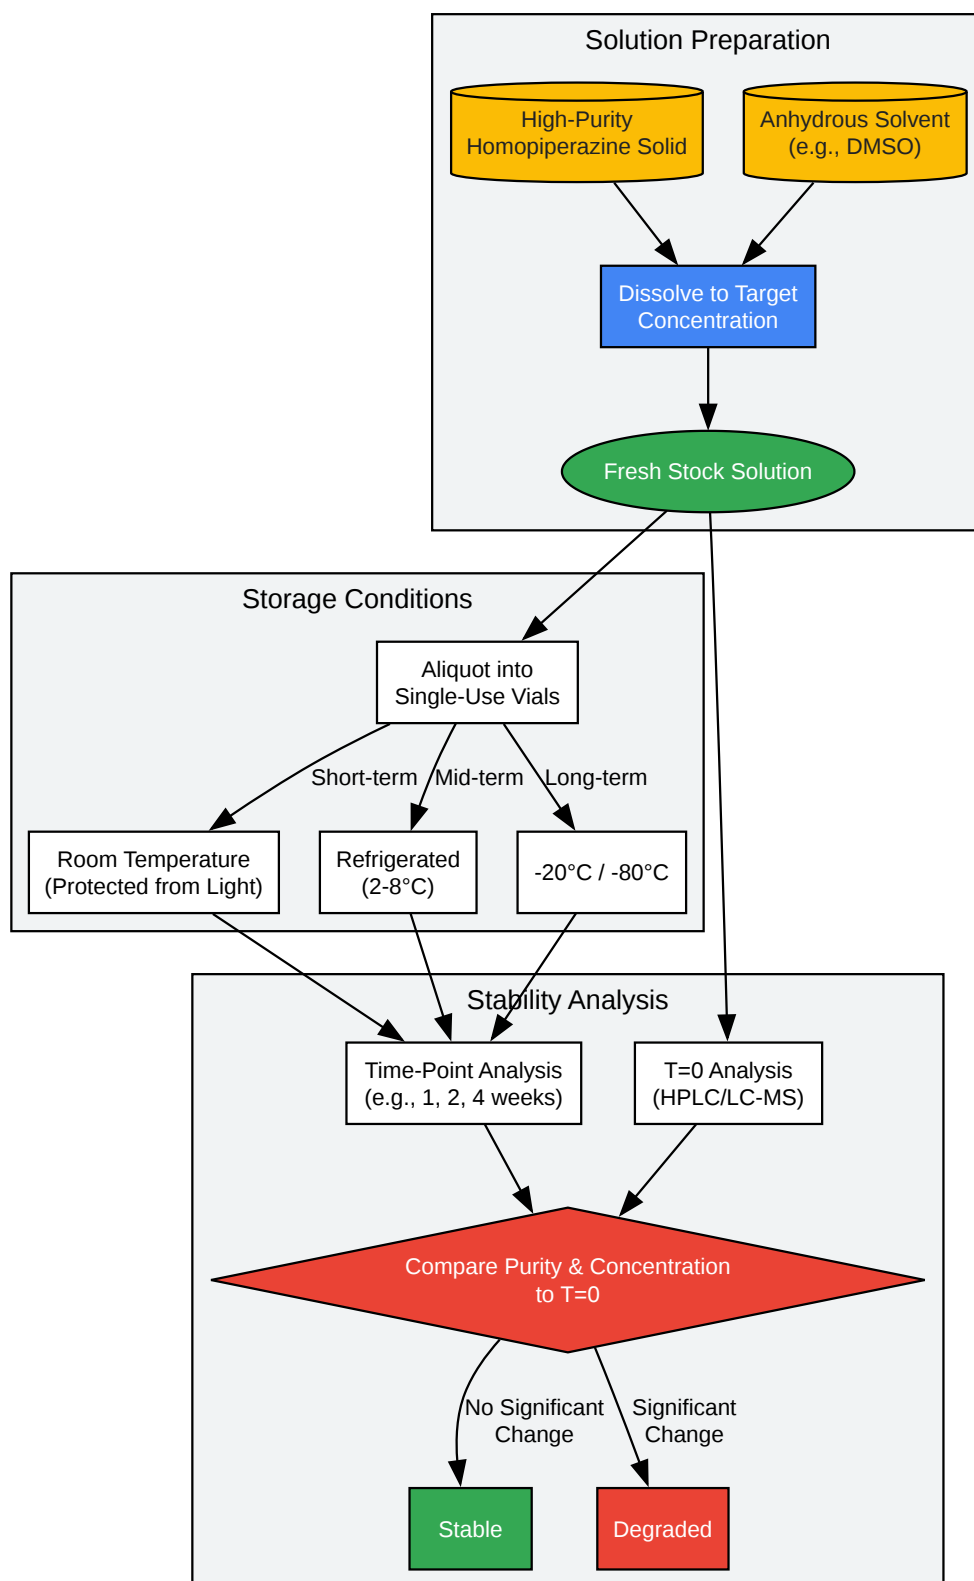 Solution Preparation
High-Purity
Homopiperazine Solid
Anhydrous Solvent
(e.g., DMSO)
Dissolve to Target
Concentration
Fresh Stock Solution
Storage Conditions
Aliquot into
Single-Use Vials
Short-term
Mid-term
Long-term
Room Temperature
(Protected from Light)
Refrigerated
(2-8°C)
-20°C / -80°C
Stability Analysis
Time-Point Analysis
(e.g., 1, 2, 4 weeks)
T=0 Analysis
(HPLC/LC-MS)
Compare Purity & Concentration
to T=0
No Significant
Change
Significant
Change
Stable
Degraded